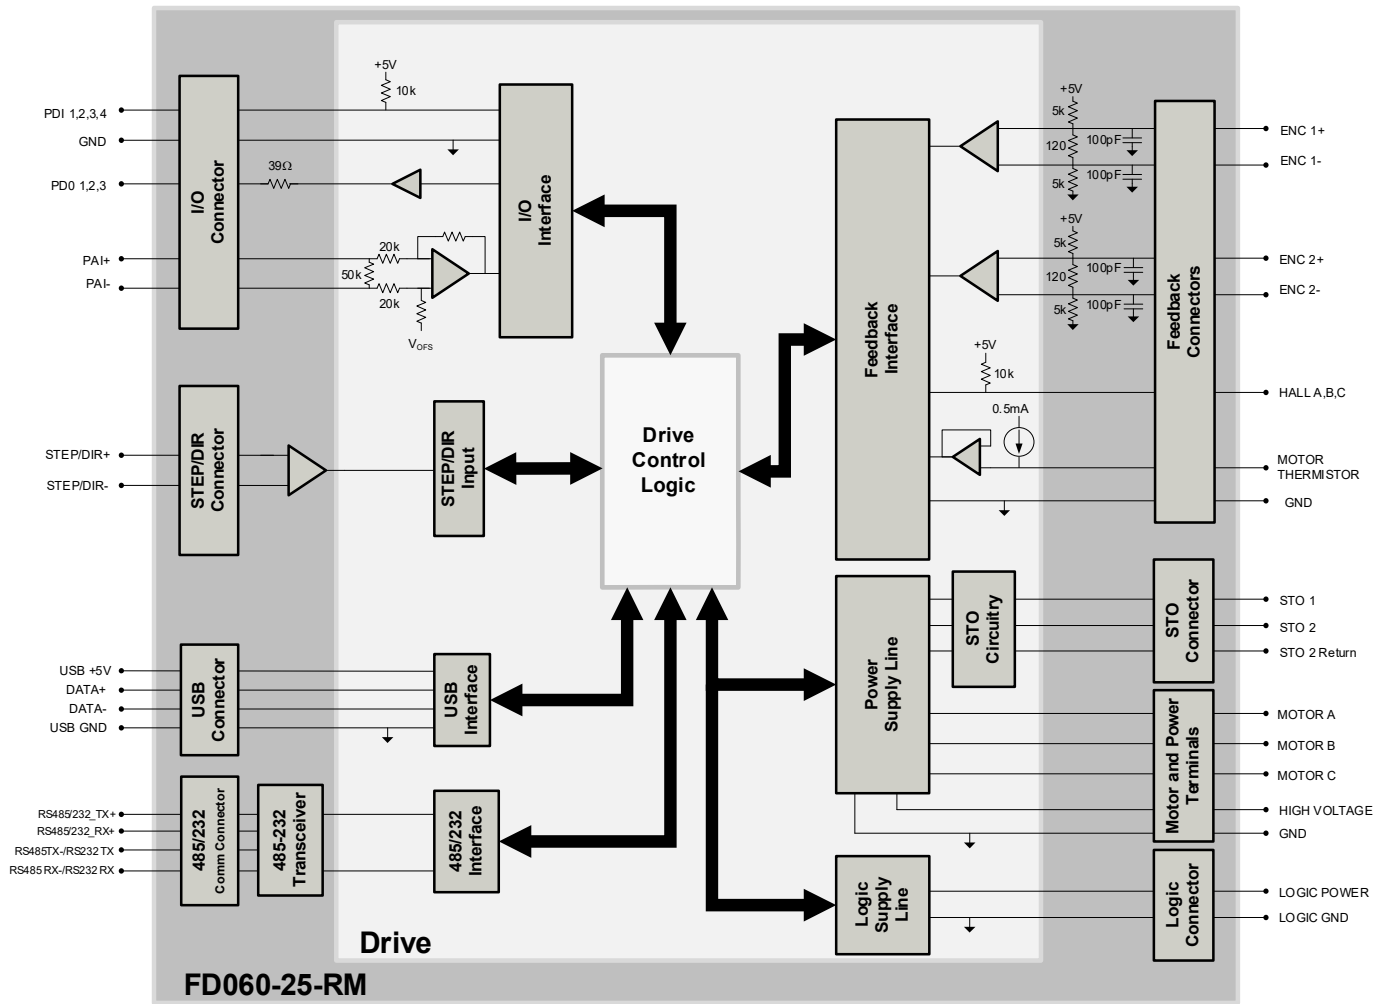 PDI 1,2,3,4
GND
PD0 1,2,3
PAI+
PAI-
I/O
Connector
+5V
10k
39Ω
20k
50k
20k
V_OFS
I/O
Interface
STEP/DIR+
STEP/DIR-
STEP/DIR
Connector
STEP/DIR
Input
USB +5V
DATA+
DATA-
USB GND
USB
Connector
USB
Interface
RS485/232_TX+
RS485/232_RX+
RS485TX-/RS232 TX
RS485 RX-/RS232 RX
485/232
Comm Connector
485-232
Transceiver
485/232
Interface
Drive
Control
Logic
Feedback
Interface
+5V
5k
120
5k
100pF
100pF
+5V
5k
120
5k
100pF
100pF
+5V
10k
0.5mA
Feedback
Connectors
ENC 1+
ENC 1-
ENC 2+
ENC 2-
HALL A,B,C
MOTOR
THERMISTOR
GND
Power
Supply Line
STO
Circuitry
STO
Connector
STO 1
STO 2
STO 2 Return
Motor and Power
Terminals
MOTOR A
MOTOR B
MOTOR C
HIGH VOLTAGE
GND
Logic
Supply
Line
Logic
Connector
LOGIC POWER
LOGIC GND
Drive
FD060-25-RM